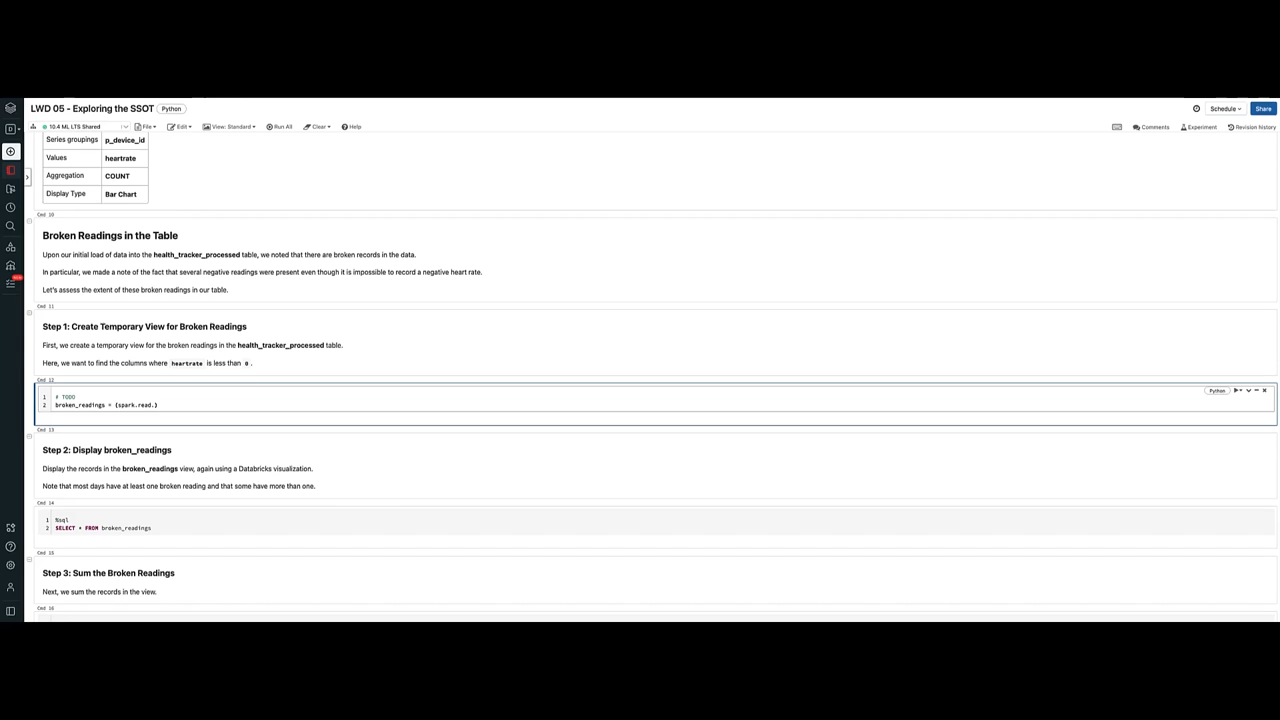 LWD 05 - Exploring the SSOT Python
Schedule
Share
10.4 ML LTS Shared File Edit View: Standard Run All Clear Help
Comments Experiment Revision history
Series groupings p_device_id
Values heartrate
Aggregation COUNT
Display Type Bar Chart
Cmd 10
Broken Readings in the Table
Upon our initial load of data into the health_tracker_processed table, we noted that there are broken records in the data.
In particular, we made a note of the fact that several negative readings were present even though it is impossible to record a negative heart rate.
Let's assess the extent of these broken readings in our table.
Cmd 11
Step 1: Create Temporary View for Broken Readings
First, we create a temporary view for the broken readings in the health_tracker_processed table.
Here, we want to find the columns where heartrate is less than 0 .
Cmd 12
Python
1 # TODO
2 broken_readings = (spark.read.)
Cmd 13
Step 2: Display broken_readings
Display the records in the broken_readings view, again using a Databricks visualization.
Note that most days have at least one broken reading and that some have more than one.
Cmd 14
1 %sql
2 SELECT * FROM broken_readings
Cmd 15
Step 3: Sum the Broken Readings
Next, we sum the records in the view.
Cmd 16